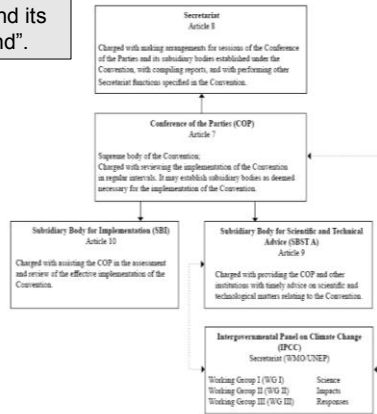 nd its
nd”.
Secretariat
Article 8
Charged with making arrangements for sessions of the Conference
of the Parties and its subsidiary bodies established under the
Convention, with compiling reports, and with performing other
Secretariat functions specified in the Convention.
Conference of the Parties (COP)
Article 7
Supreme body of the Convention;
Charged with reviewing the implementation of the Convention
in regular intervals. It may establish subsidiary bodies as deemed
necessary for the implementation of the Convention.
Subsidiary Body for Implementation (SBI)
Article 10
Charged with assisting the COP in the assessment
and review of the effective implementation of the
Convention.
Subsidiary Body for Scientific and Technical
Advice (SBSTA)
Article 9
Charged with providing the COP and other
institutions with timely advice on scientific and
technological matters relating to the Convention.
Intergovernmental Panel on Climate Change
(IPCC)
Secretariat (WMO/UNEP)
Working Group I (WG I) Science
Working Group II (WG II) Impacts
Working Group III (WG III) Responses